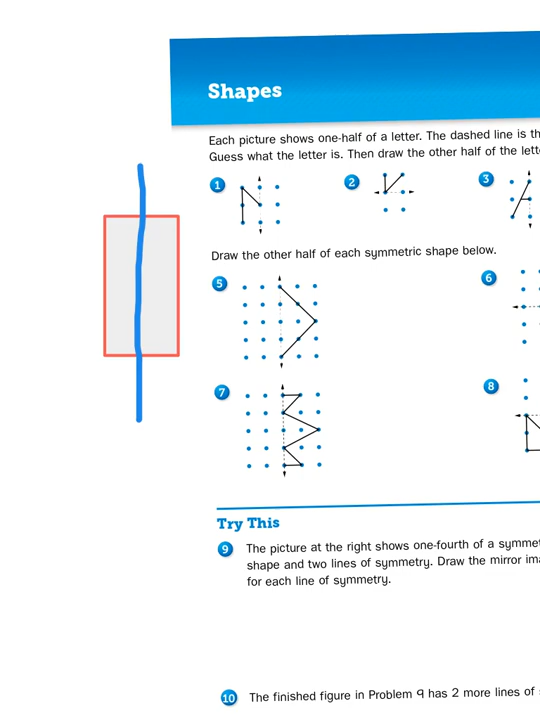 Shapes
Each picture shows one-half of a letter. The dashed line is
Guess what the letter is. Then draw the other half of the
1
2
3
Draw the other half of each symmetric shape below.
5
6
7
8
Try This
9 The picture at the right shows one-fourth of a
shape and two lines of symmetry. Draw the mirror
for each line of symmetry.
10 The finished figure in Problem 9 has 2 more lines of